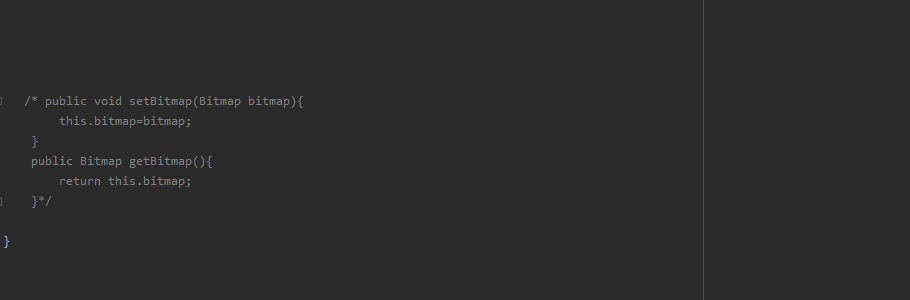 /* public void setBitmap(Bitmap bitmap){
this.bitmap=bitmap;
}
public Bitmap getBitmap(){
return this.bitmap;
}*/
}